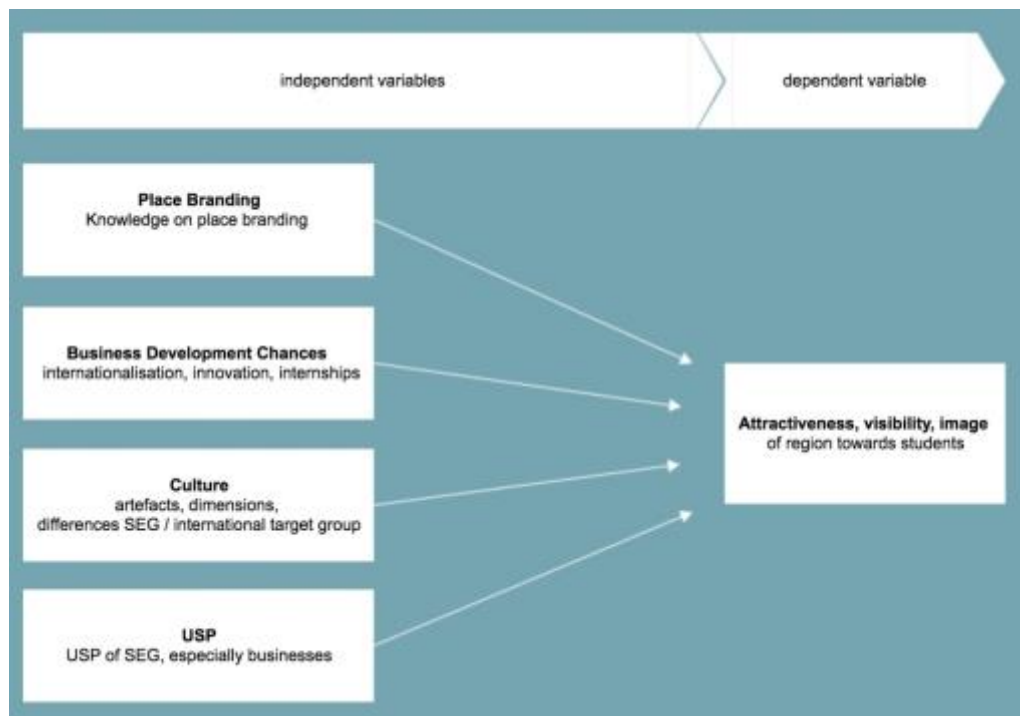 independent variables
dependent variable
Place Branding
Knowledge on place branding
Business Development Chances
internationalisation, innovation, internships
Culture
artefacts, dimensions,
differences SEG / international target group
USP
USP of SEG, especially businesses
Attractiveness, visibility, image
of region towards students